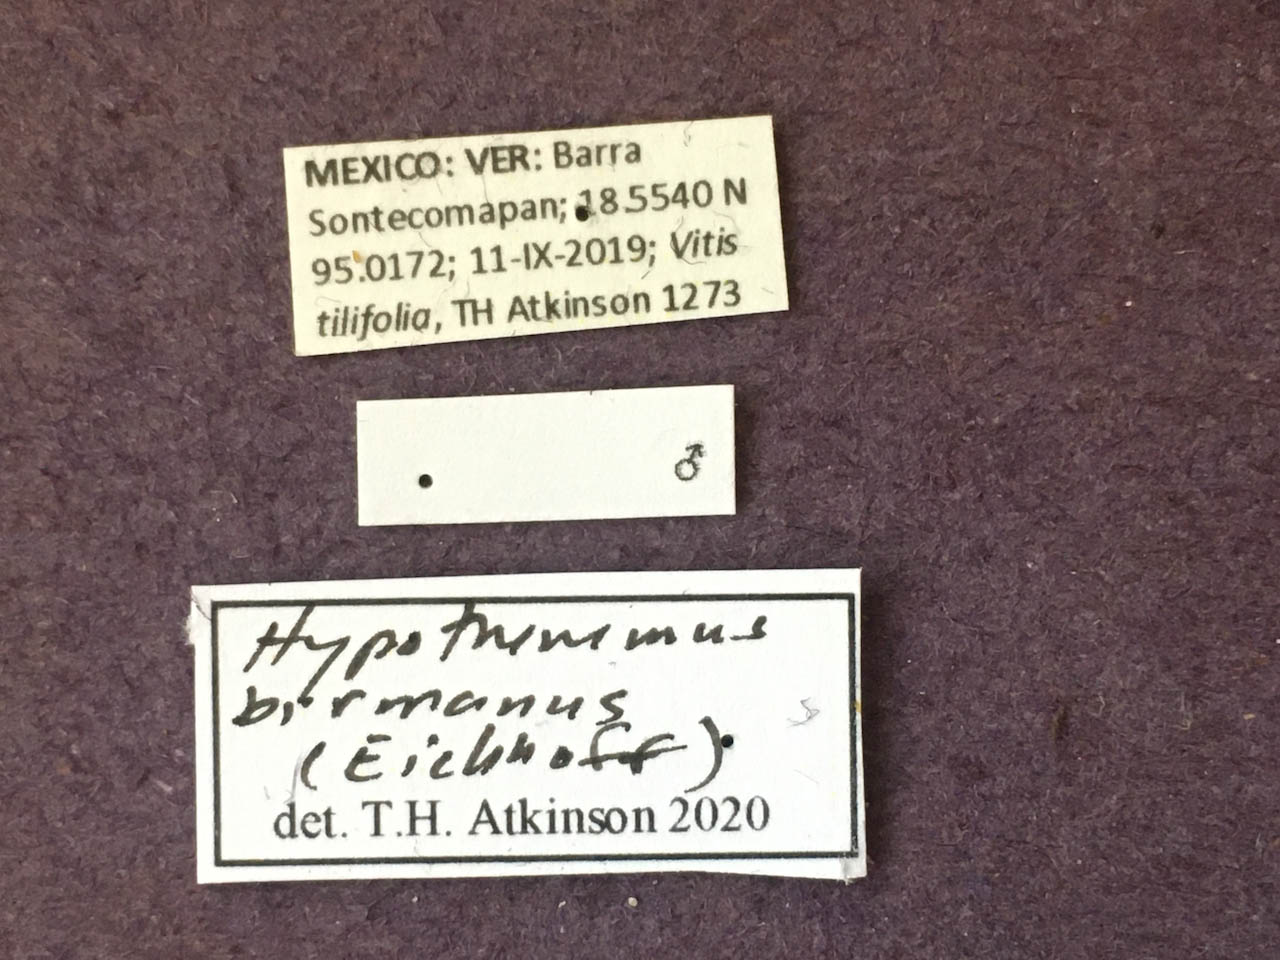 MEXICO: VER: Barra
Sontecomapan; 18.5540 N
95.0172; 11-IX-2019; Vitis
tilifolia, TH Atkinson 1273
♂
Hypothenemus
birmanus
(Eichhoff)
det. T.H. Atkinson 2020